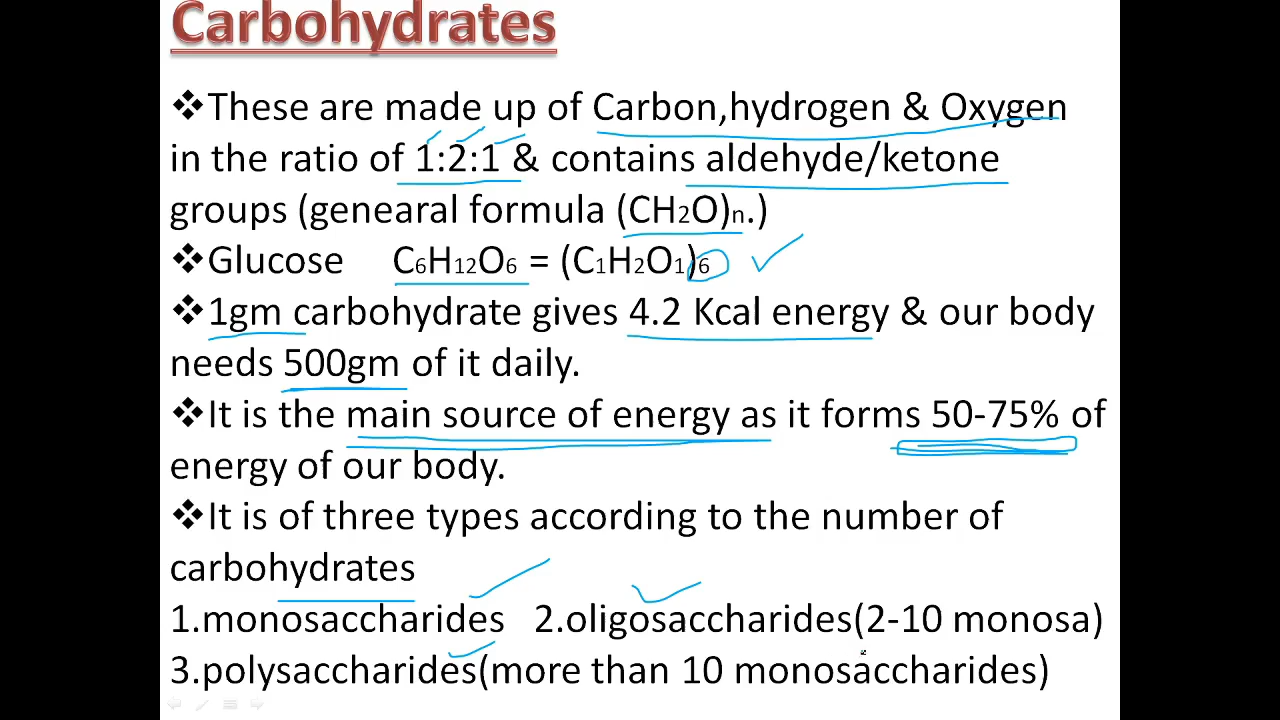 Carbohydrates
❖These are made up of Carbon,hydrogen & Oxygen
in the ratio of 1:2:1 & contains aldehyde/ketone
groups (genearal formula (CH2O)n.)
❖Glucose C6H12O6 = (C1H2O1)6
❖1gm carbohydrate gives 4.2 Kcal energy & our body
needs 500gm of it daily.
❖It is the main source of energy as it forms 50-75% of
energy of our body.
❖It is of three types according to the number of
carbohydrates
1.monosaccharides 2.oligosaccharides(2-10 monosa)
3.polysaccharides(more than 10 monosaccharides)